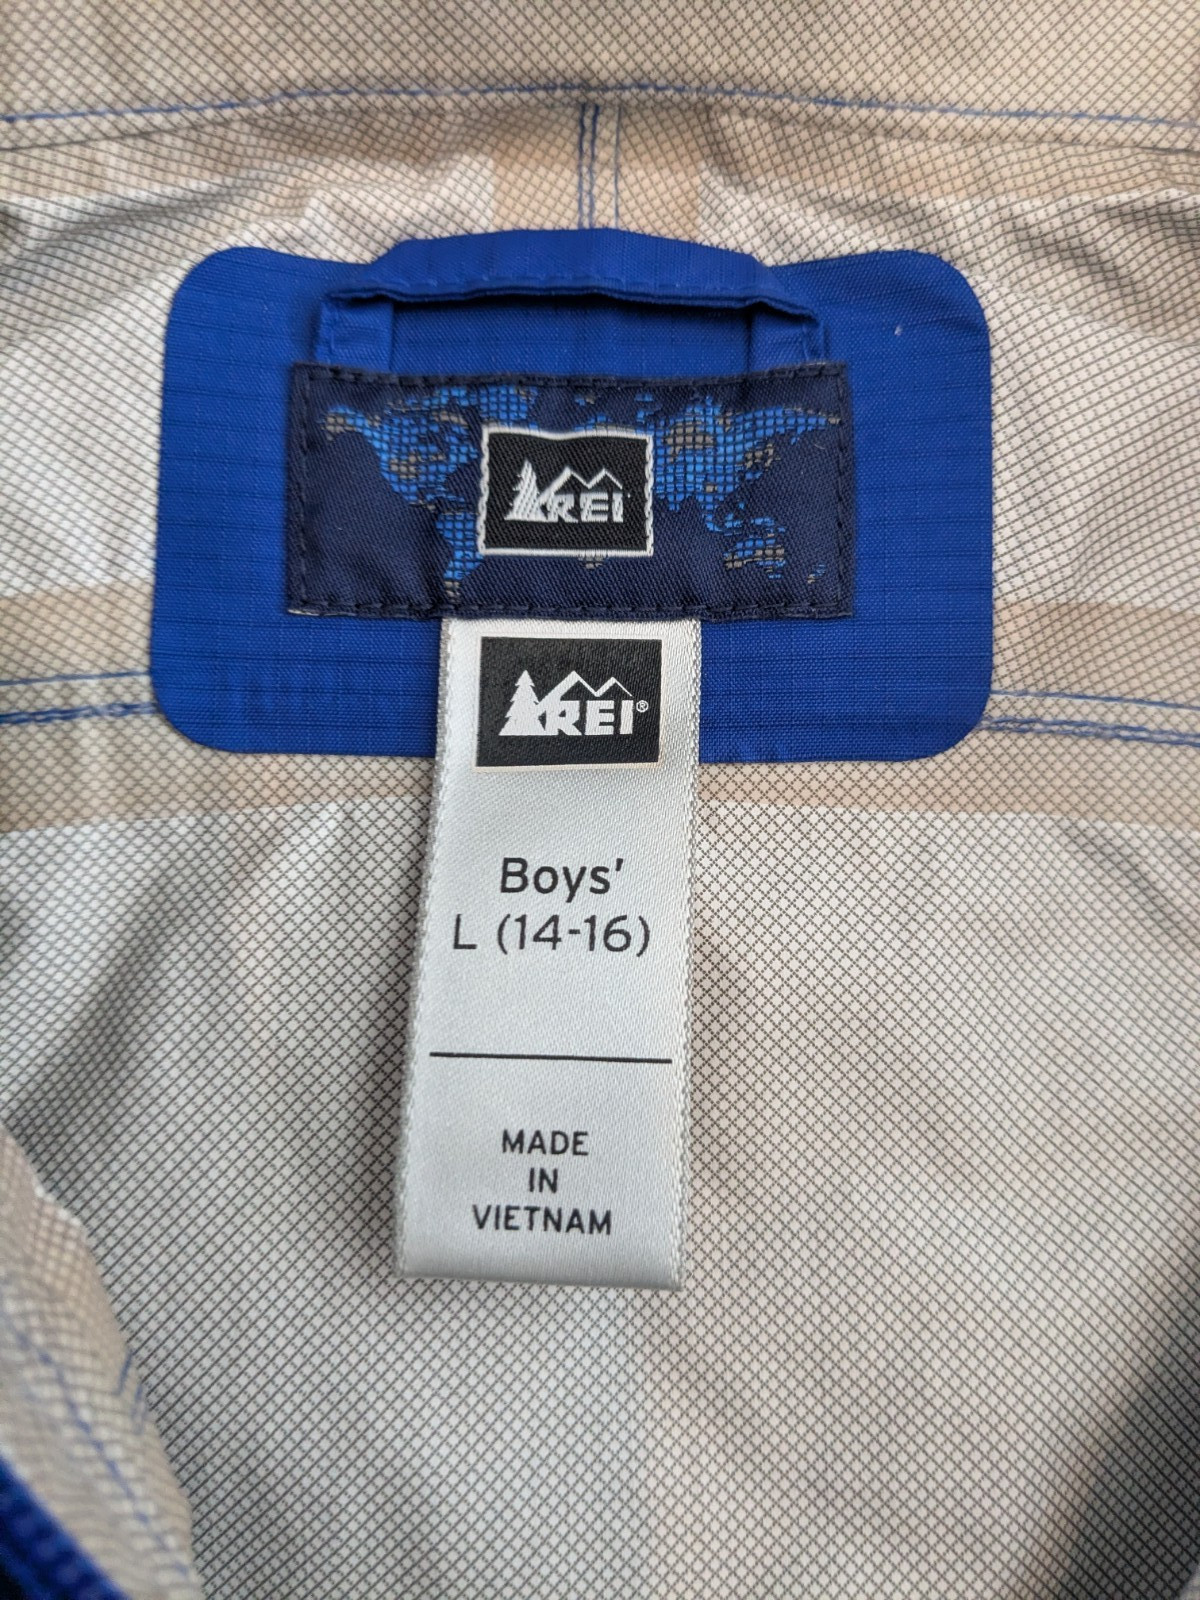 REI
REI®
Boys'
L (14-16)
MADE
IN
VIETNAM